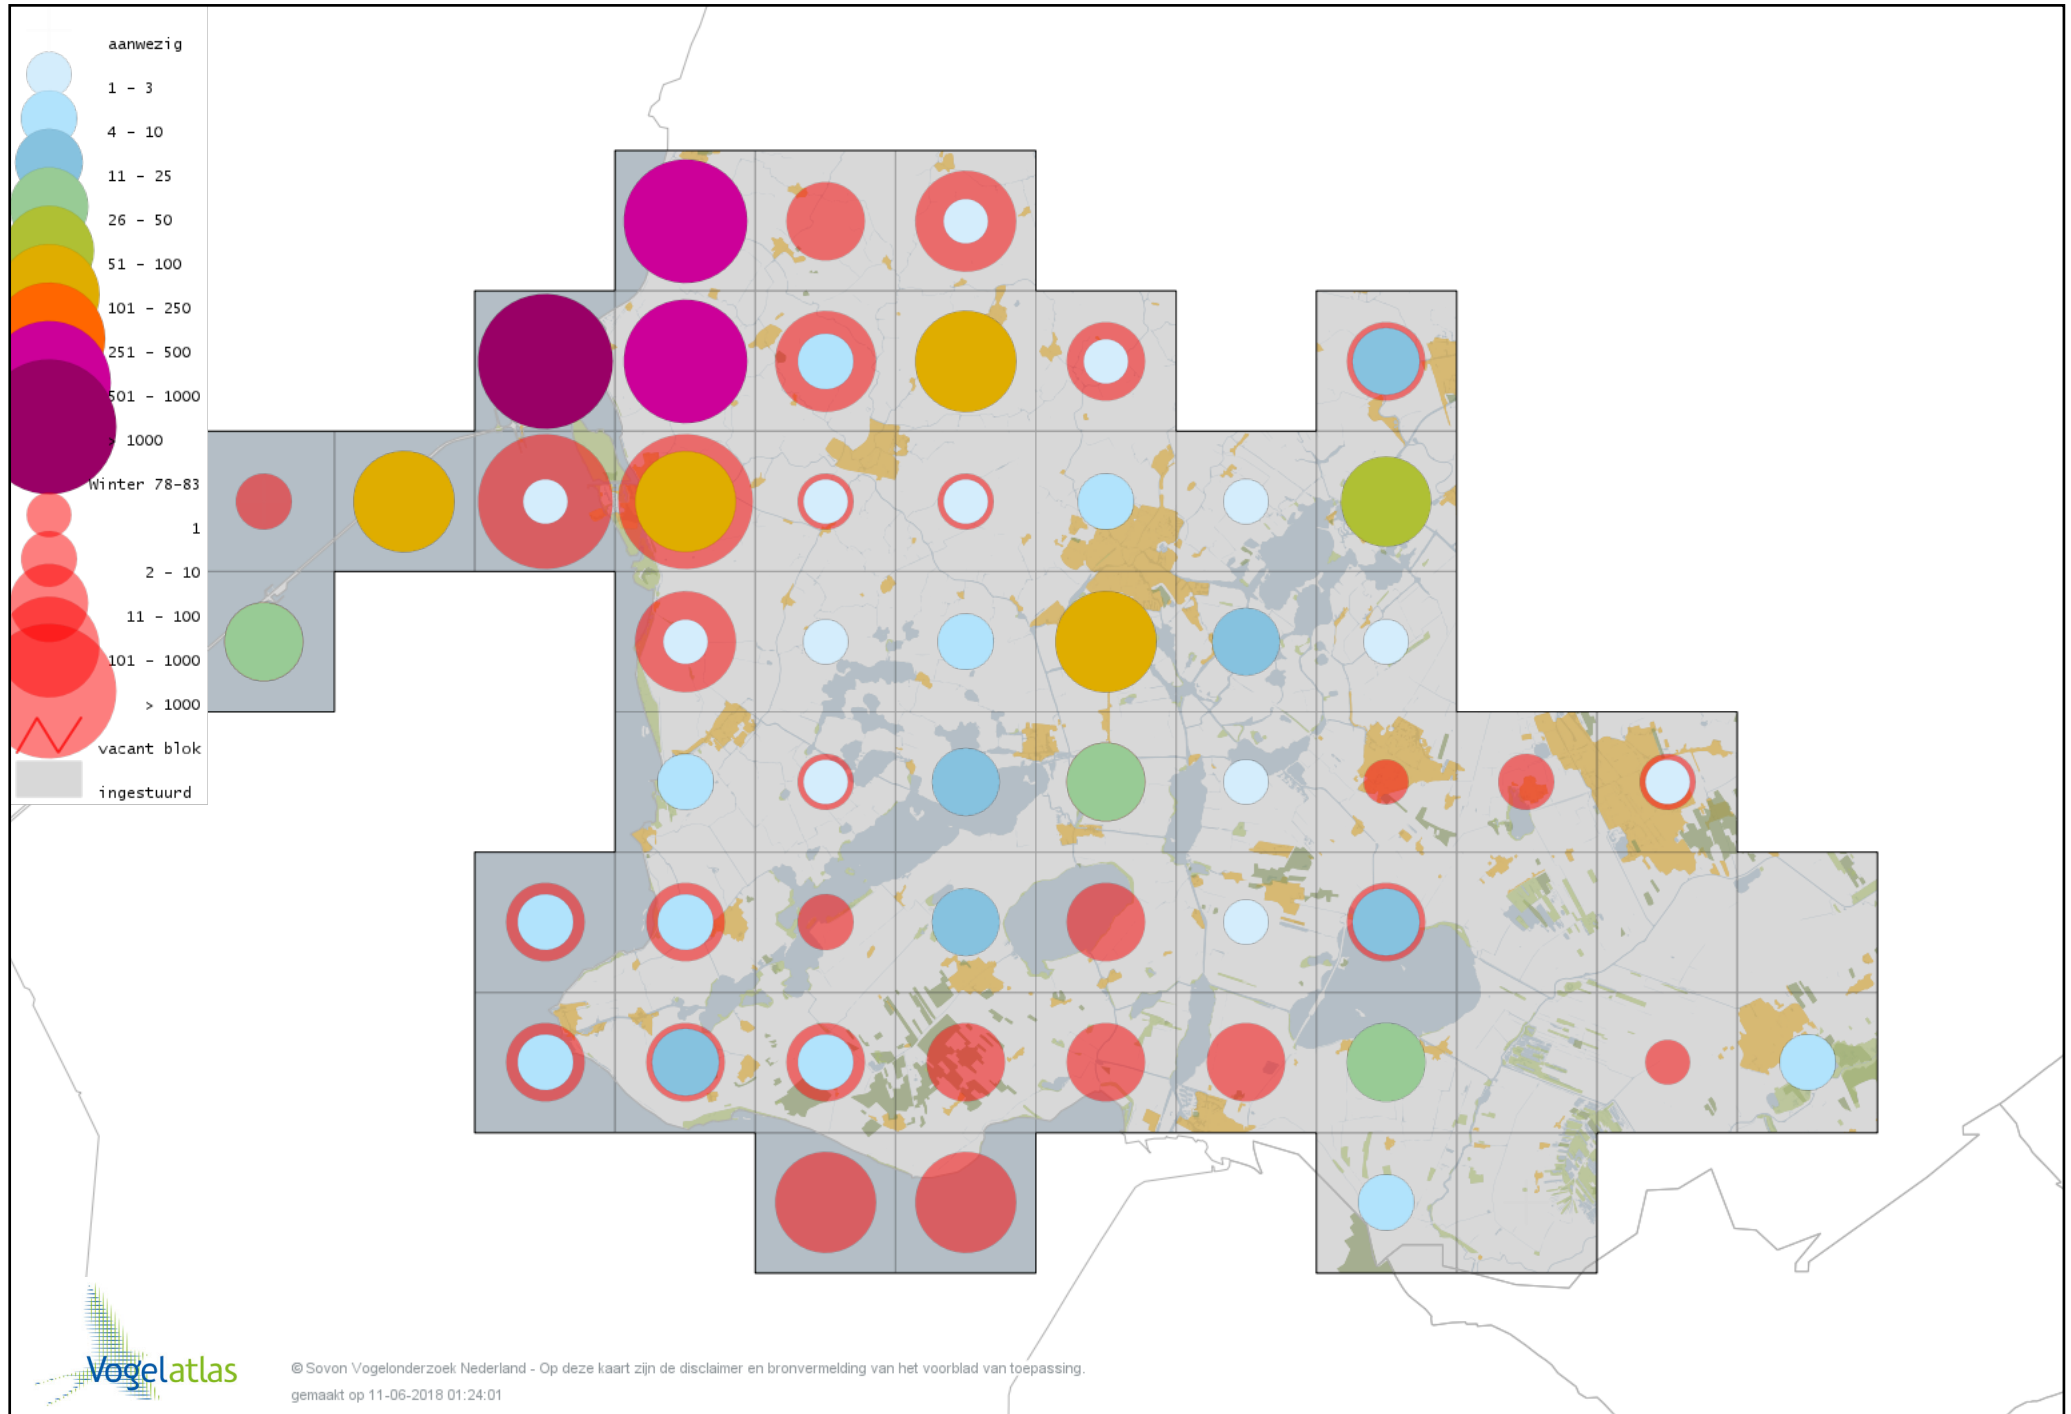 aanwezig
1 - 3
4 - 10
11 - 25
26 - 50
51 - 100
101 - 250
251 - 500
501 - 1000
> 1000
Winter 78-83
1
2 - 10
11 - 100
101 - 1000
> 1000
vacant blok
ingestuurd
Vogelatlas
© Sovon Vogelonderzoek Nederland - Op deze kaart zijn de disclaimer en bronvermelding van het voorblad van toepassing.
gemaakt op 11-06-2018 01:24:01